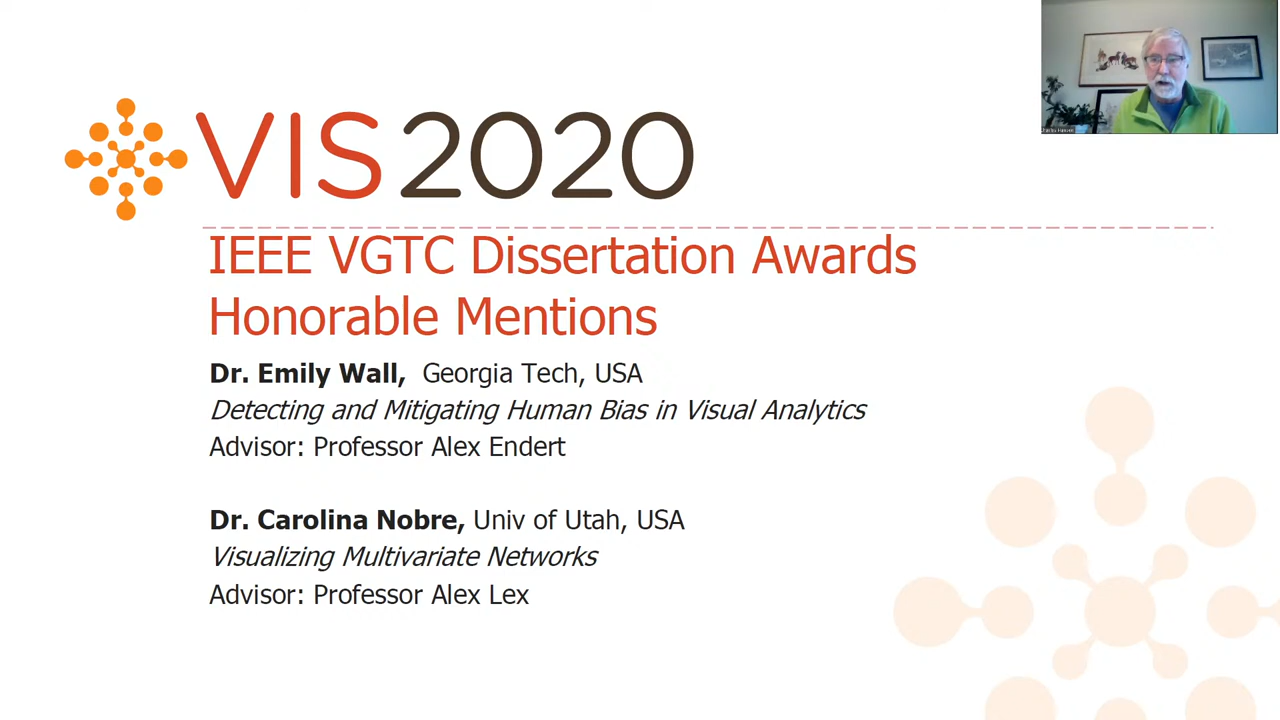 VIS2020
IEEE VGTC Dissertation Awards
Honorable Mentions
Dr. Emily Wall, Georgia Tech, USA
Detecting and Mitigating Human Bias in Visual Analytics
Advisor: Professor Alex Endert
Dr. Carolina Nobre, Univ of Utah, USA
Visualizing Multivariate Networks
Advisor: Professor Alex Lex